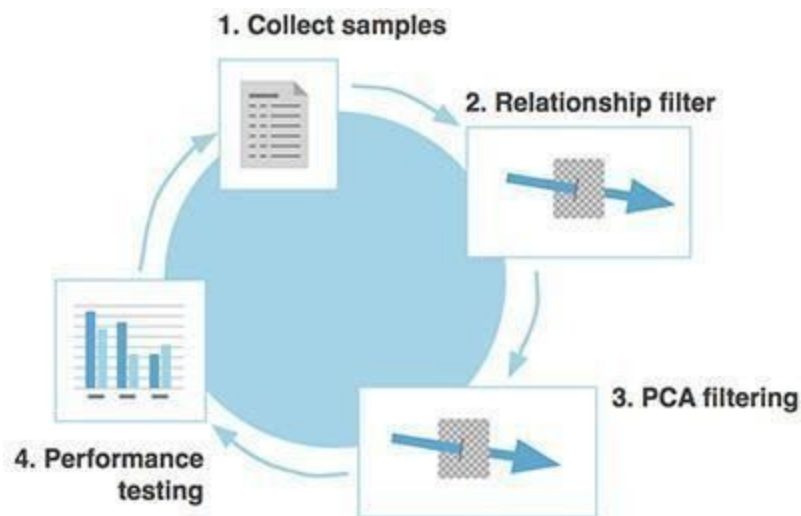 1. Collect samples
2. Relationship filter
3. PCA filtering
4. Performance
testing